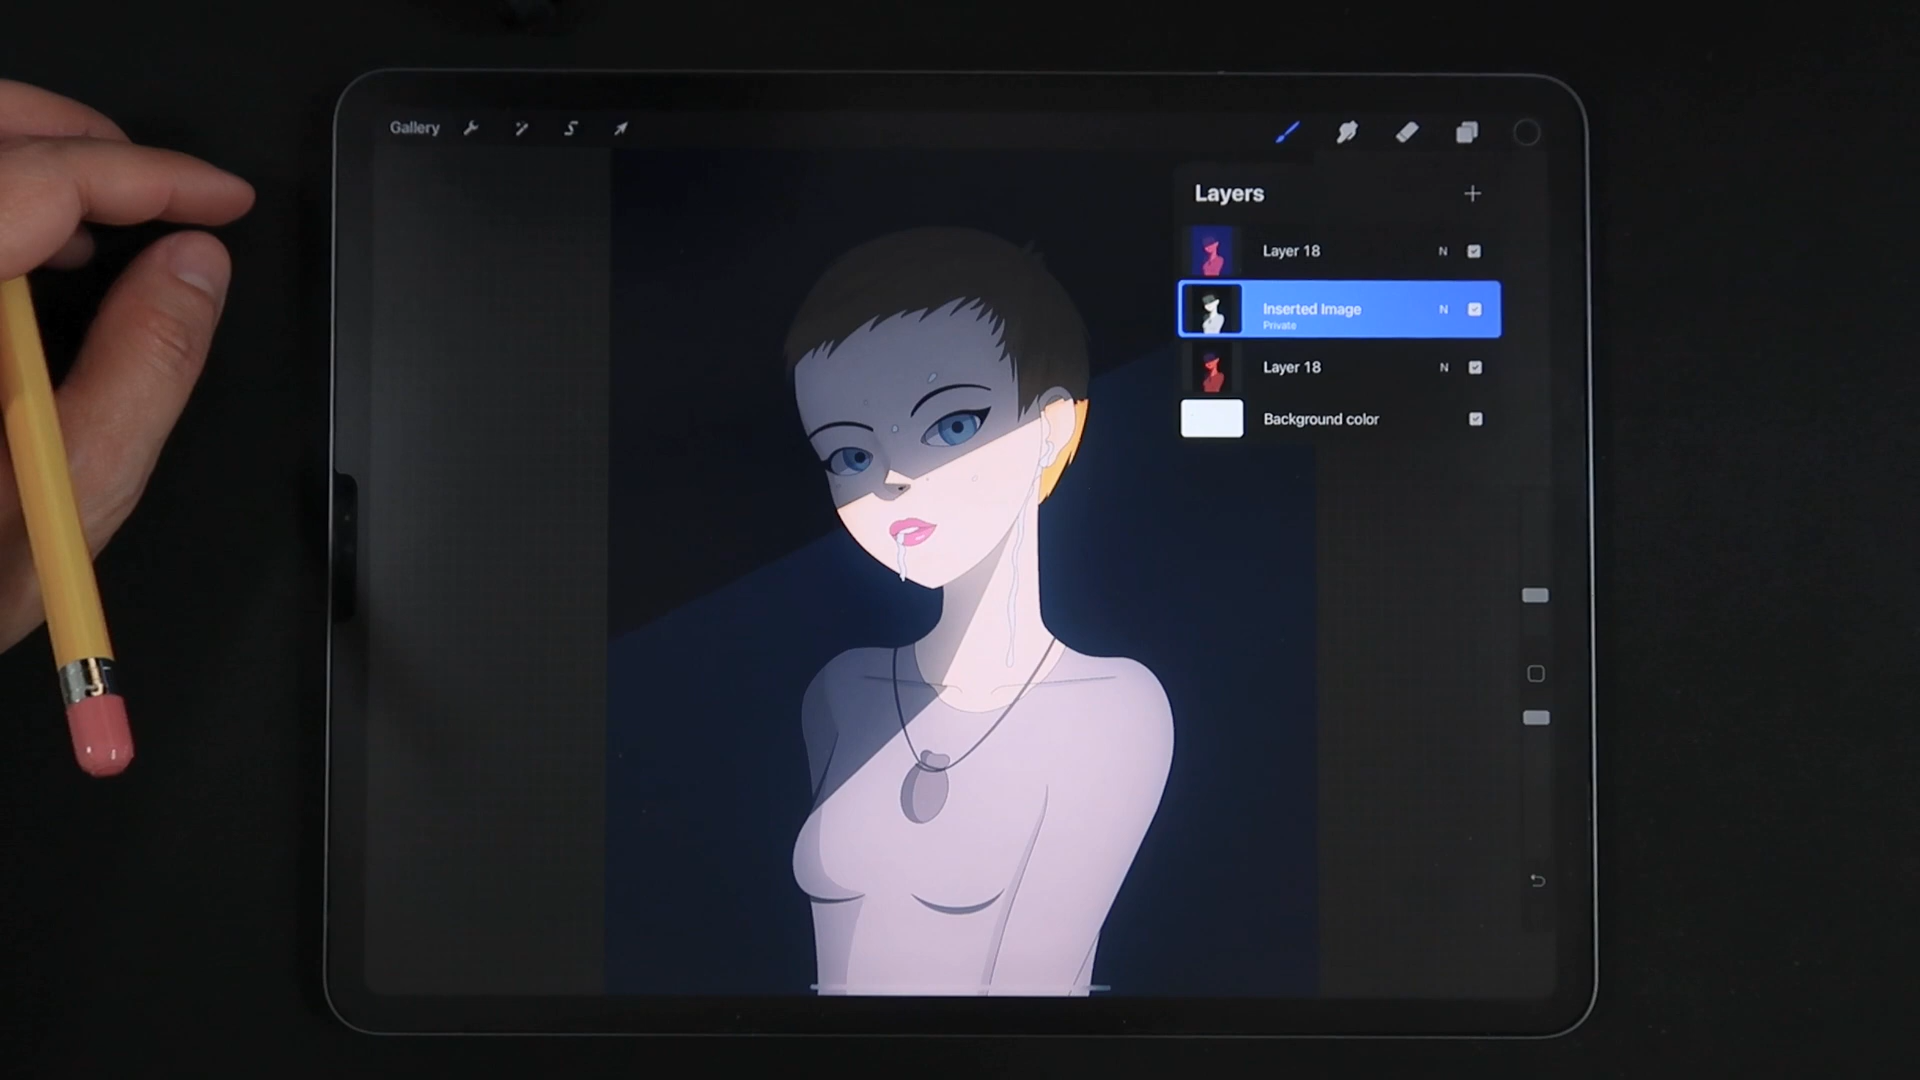 Gallery
Layers
Layer 18 N
Inserted Image N
Private
Layer 18 N
Background color